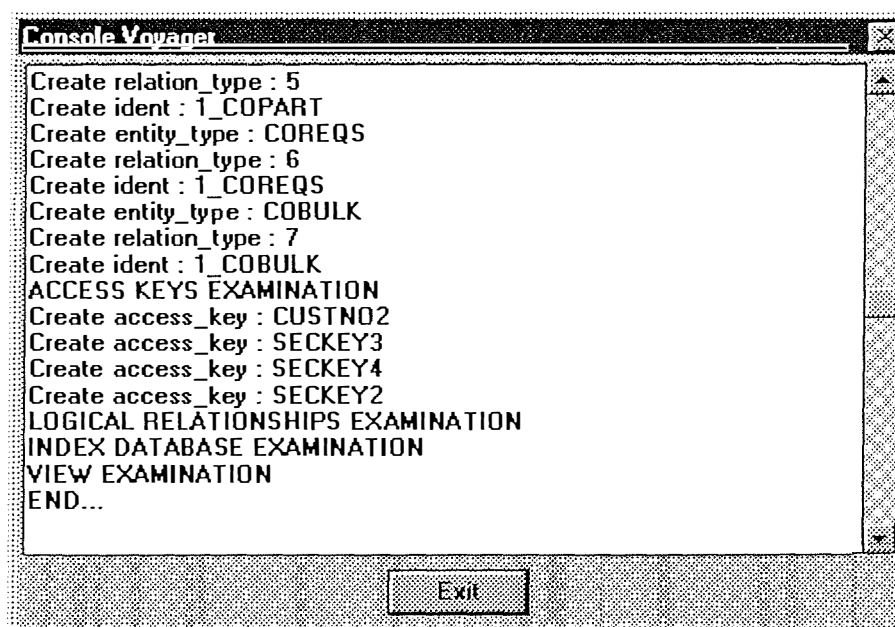 Console Voyager
Create relation_type : 5
Create ident : 1_COPART
Create entity_type : COREQS
Create relation_type : 6
Create ident : 1_COREQS
Create entity_type : COBULK
Create relation_type : 7
Create ident : 1_COBULK
ACCESS KEYS EXAMINATION
Create access_key : CUSTNO2
Create access_key : SECKEY3
Create access_key : SECKEY4
Create access_key : SECKEY2
LOGICAL RELATIONSHIPS EXAMINATION
INDEX DATABASE EXAMINATION
VIEW EXAMINATION
END...
Exit